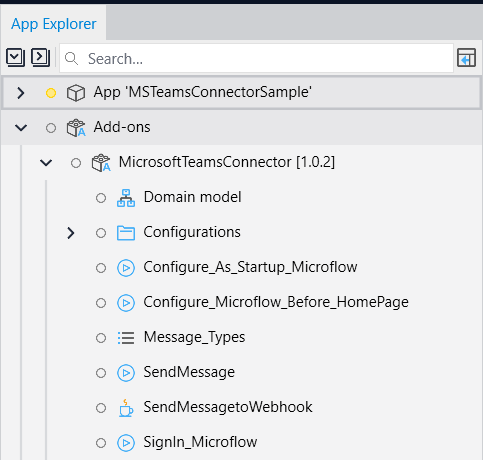 App Explorer
Search...
App 'MSTeamsConnectorSample'
Add-ons
MicrosoftTeamsConnector [1.0.2]
Domain model
Configurations
Configure_As_Startup_Microflow
Configure_Microflow_Before_HomePage
Message_Types
SendMessage
SendMessagetoWebhook
SignIn_Microflow